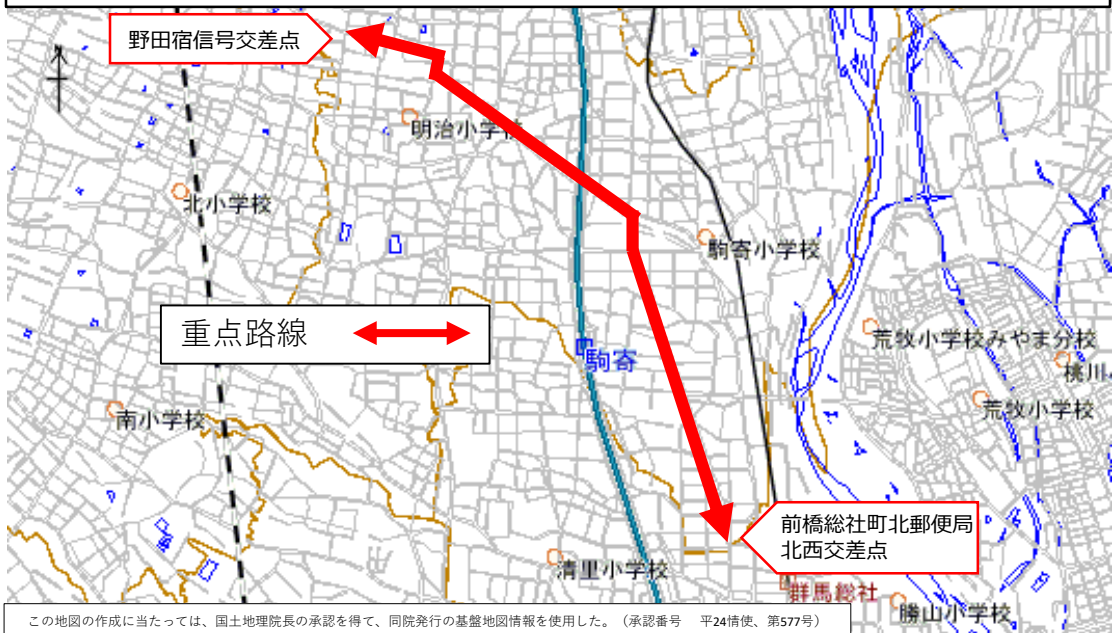 野田宿信号交差点
明治小学校
北小学校
駒寄小学校
重点路線
荒牧小学校みやま分校
駒寄
桃川
荒牧小学校
南小学校
前橋総社町北郵便局
北西交差点
清里小学校
群馬総社
勝山小学校
この地図の作成に当たっては、国土地理院長の承認を得て、同院発行の基盤地図情報を使用した。（承認番号　平24情使、第577号）